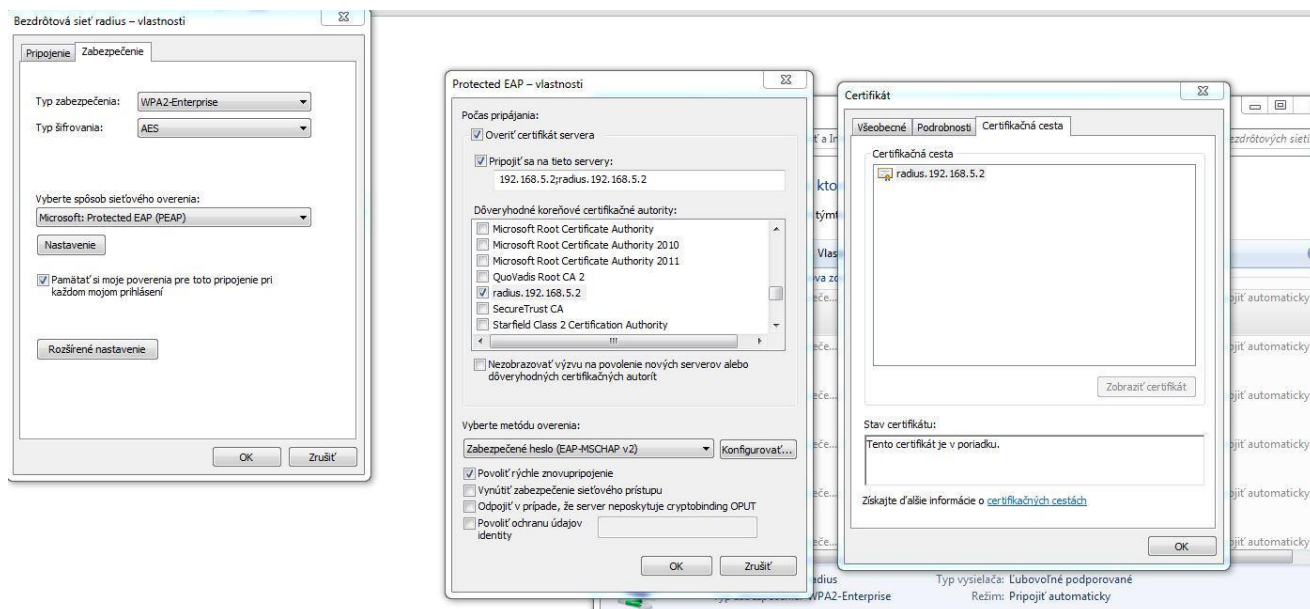 Bezdrôtová sieť radius – vlastnosti
Pripojenie
Zabezpečenie
Typ zabezpečenia:
WPA2-Enterprise
Typ šifrovania:
AES
Vyberte spôsob sieťového overenia:
Microsoft: Protected EAP (PEAP)
Nastavenie
Pamätať si moje poverenia pre toto pripojenie pri
každom mojom prihlásení
Rozšírené nastavenie
OK
Zrušiť
Protected EAP – vlastnosti
Počas pripájania:
Overiť certifikát servera
Pripojiť sa na tieto servery:
192.168.5.2;radius.192.168.5.2
Dôveryhodné koreňové certifikačné autority:
Microsoft Root Certificate Authority
Microsoft Root Certificate Authority 2010
Microsoft Root Certificate Authority 2011
QuoVadis Root CA 2
radius.192.168.5.2
SecureTrust CA
Starfield Class 2 Certification Authority
Nezobrazovať výzvu na povolenie nových serverov alebo
dôveryhodných certifikačných autorít
Vyberte metódu overenia:
Zabezpečené heslo (EAP-MSCHAP v2)
Konfigurovať...
Povoliť rýchle znovupripojenie
Vynútiť zabezpečenie sieťového prístupu
Odpojiť v prípade, že server neposkytuje cryptobinding OPUT
Povoliť ochranu údajov
identity
OK
Zrušiť
Certifikát
Všeobecné
Podrobnosti
Certifikačná cesta
Certifikačná cesta
radius.192.168.5.2
Zobraziť certifikát
Stav certifikátu:
Tento certifikát je v poriadku.
Získajte ďalšie informácie o certifikačných cestách
OK
kto
Typ vysielača: Ľubovoľné podporované
WPA2-Enterprise
Režim: Pripojiť automaticky